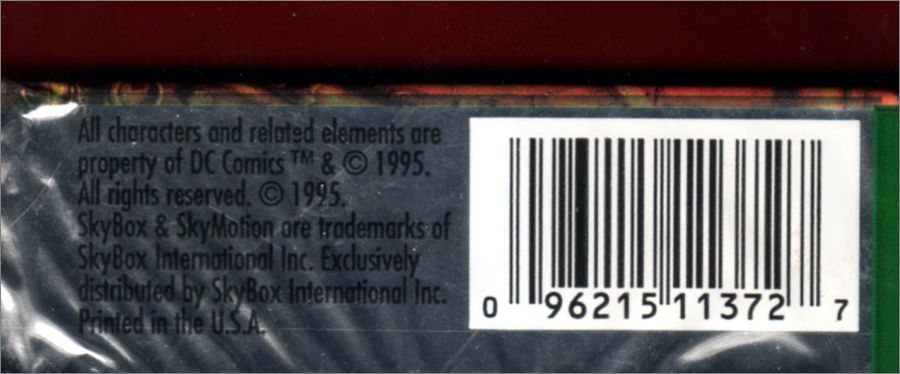 All characters and related elements are
property of DC Comics ™ & © 1995.
All rights reserved. © 1995.
SkyBox & SkyMotion are trademarks of
SkyBox International Inc. Exclusively
distributed by SkyBox International Inc.
Printed in the U.S.A.
0 96215 11372 7